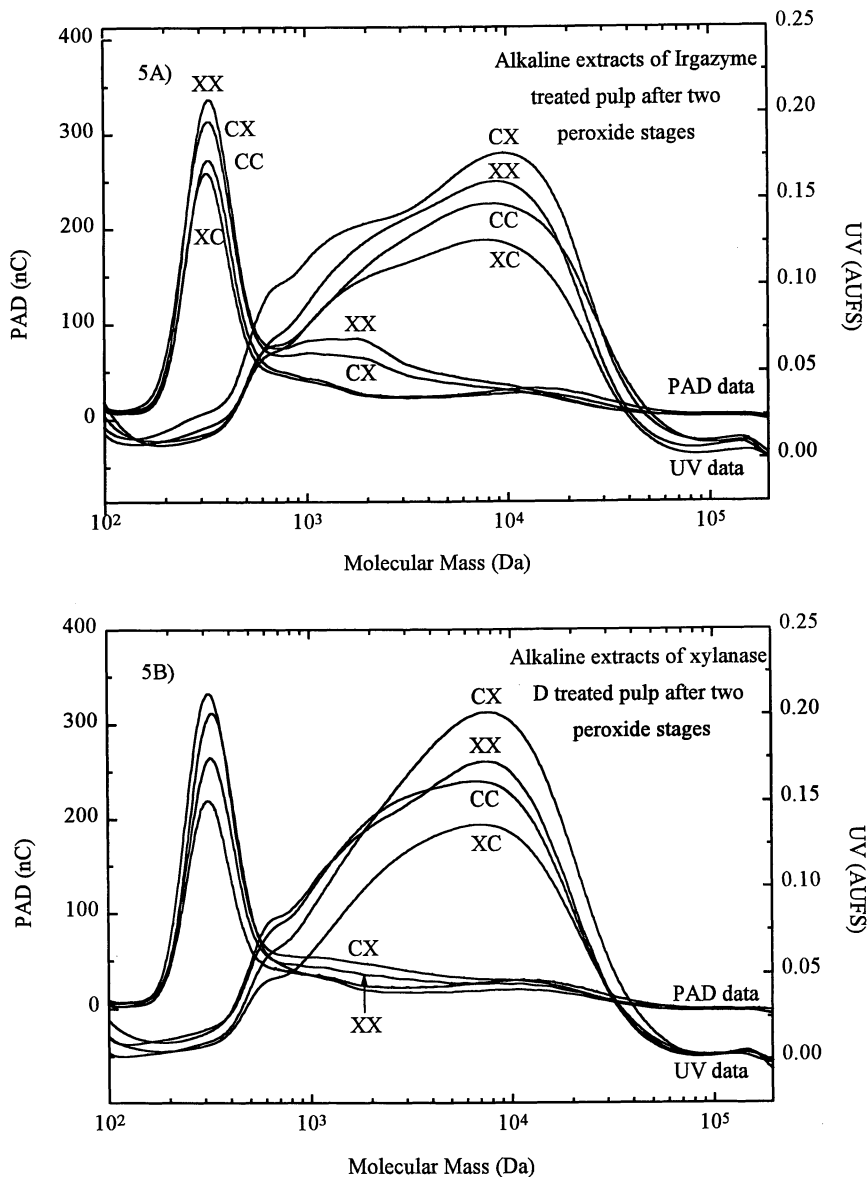 400
300
200
100
0
PAD (nC)
5A)
XX
CX
CC
XC
Alkaline extracts of Irgazyme
treated pulp after two
peroxide stages
CX
XX
CC
XC
XX
CX
PAD data
UV data
0.25
0.20
0.15
0.10
0.05
0.00
UV (AUFS)
10²
10³
10⁴
10⁵
Molecular Mass (Da)
400
300
200
100
0
PAD (nC)
5B)
Alkaline extracts of xylanase
D treated pulp after two
peroxide stages
CX
XX
CC
XC
CX
XX
PAD data
UV data
0.25
0.20
0.15
0.10
0.05
0.00
UV (AUFS)
10²
10³
10⁴
10⁵
Molecular Mass (Da)